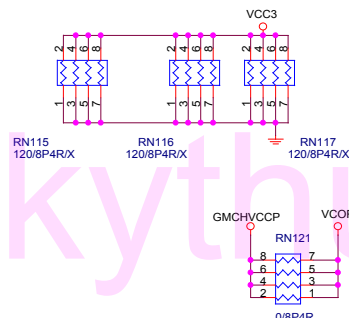 VCC3
2 4 6 8 2 4 6 8 2 4 6 8
1 3 5 7 1 3 5 7 1 3 5 7
RN115 RN116 RN117
120/8P4R/X 120/8P4R/X 120/8P4R/X
GMCHVCCP
RN121
8 7
6 5
4 3
2 1
0/8P4R